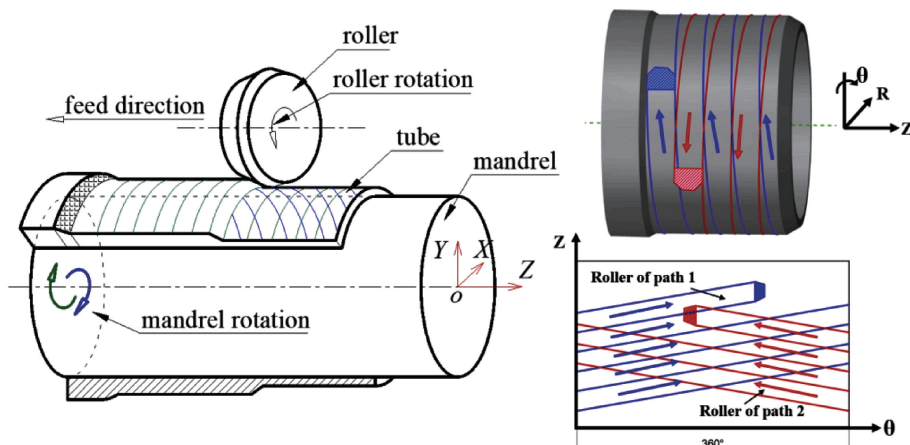 roller
roller rotation
feed direction
tube
mandrel
Y
X
Z
o
mandrel rotation
θ
R
Z
Z
Roller of path 1
Roller of path 2
θ
360°